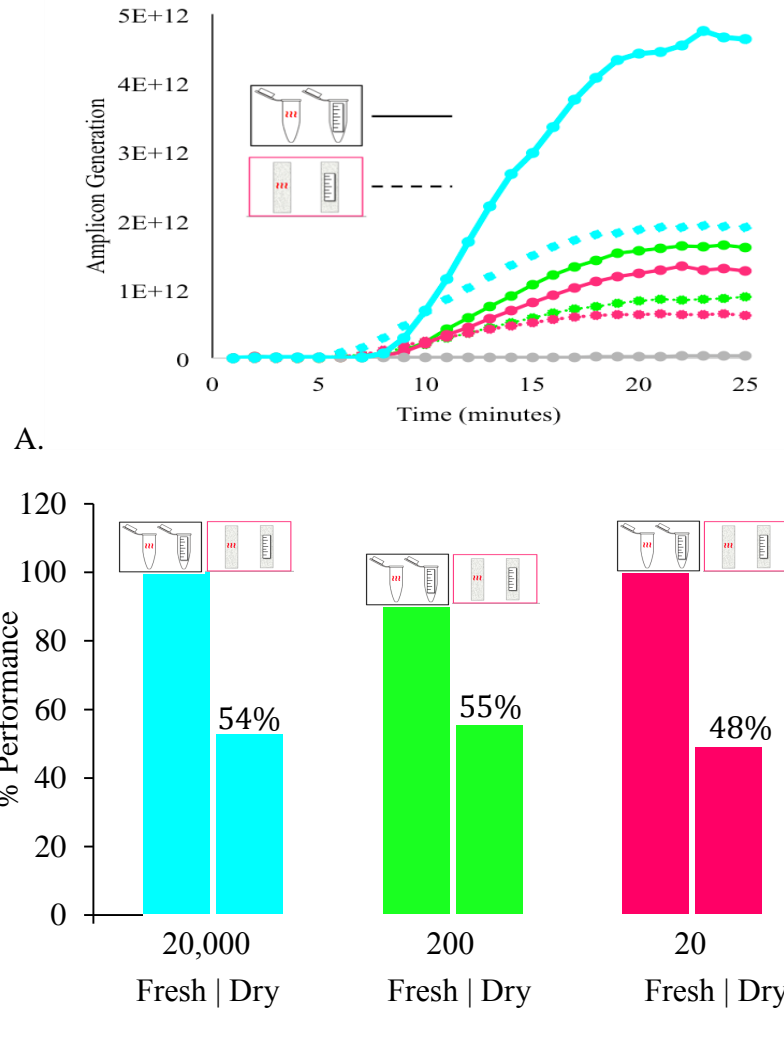 5E+12
4E+12
3E+12
2E+12
1E+12
0
Amplicon Generation
0 5 10 15 20 25
Time (minutes)
A.
120
100
80
60
40
20
0
% Performance
54%
55%
48%
20,000 200 20
Fresh | Dry Fresh | Dry Fresh | Dry